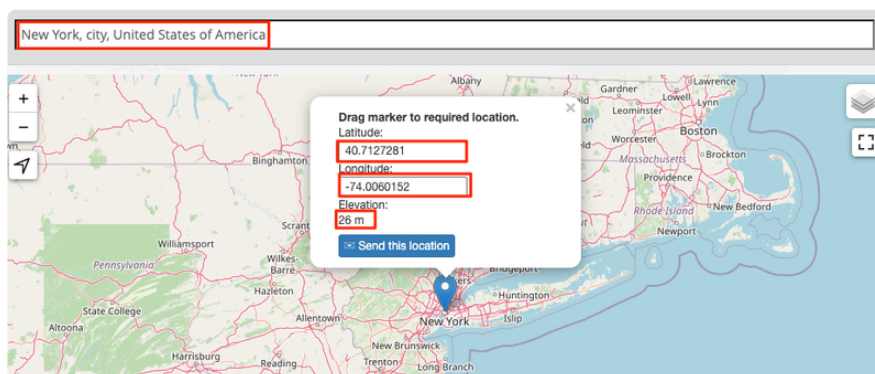 New York, city, United States of America
Albany
Lawrence
Gardner
Lowell
Lynn
Leominster
Boston
Worcester
Massachusetts
Brockton
Binghamton
Providence
Rhode Island
New Bedford
Newport
Drag marker to required location.
Latitude:
40.7127281
Longitude:
-74.0060152
Elevation:
26 m
Send this location
Scrant
Williamsport
Wilkes-
Barre
Pennsylvania
Hazleton
Bridgeport
kers
Huntington
State College
Allentown
New York
Islip
Altoona
New Brunswick
Harrisburg
Reading
Trenton
Long Branch